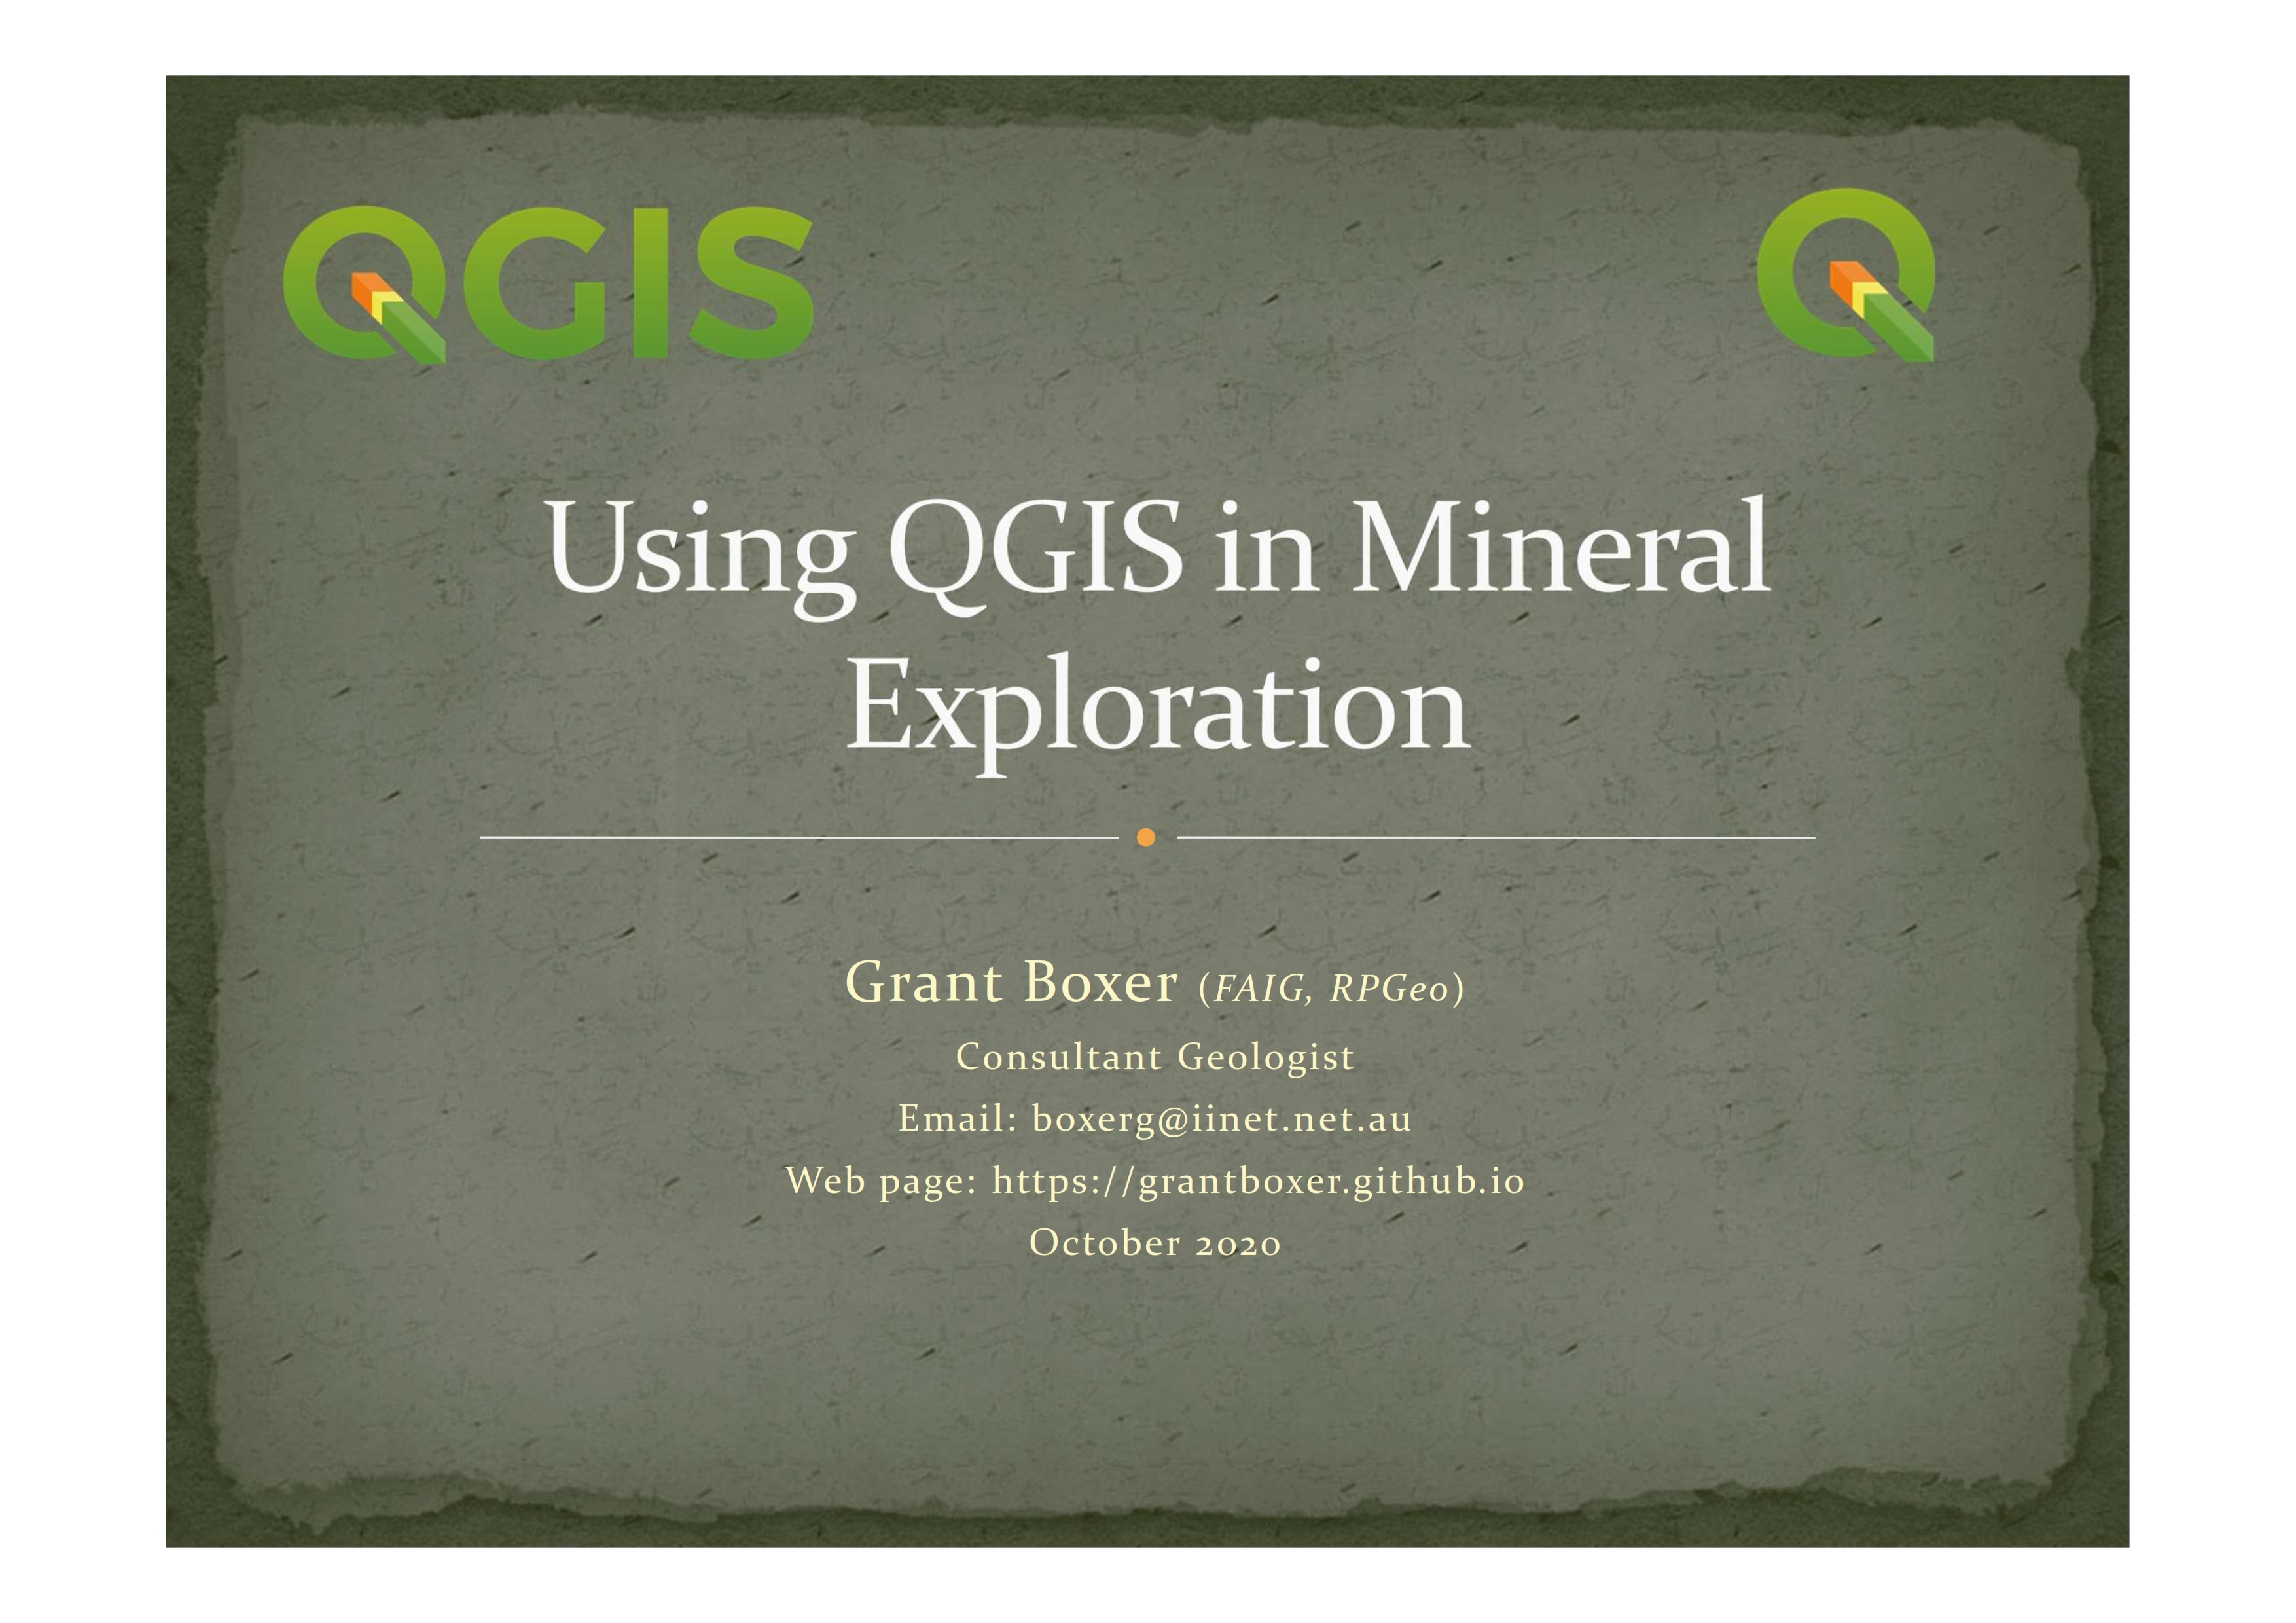 QGIS
Q
Using QGIS in Mineral
Exploration
Grant Boxer (FAIG, RPGeo)
Consultant Geologist
Email: boxerg@iinet.net.au
Web page: https://grantboxer.github.io
October 2020